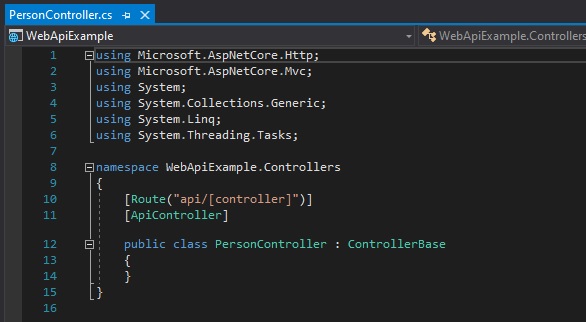 PersonController.cs
WebApiExample
WebApiExample.Controllers
1 using Microsoft.AspNetCore.Http;
2 using Microsoft.AspNetCore.Mvc;
3 using System;
4 using System.Collections.Generic;
5 using System.Linq;
6 using System.Threading.Tasks;
7
8 namespace WebApiExample.Controllers
9 {
10 [Route("api/[controller]")]
11 [ApiController]
12 public class PersonController : ControllerBase
13 {
14 }
15 }
16